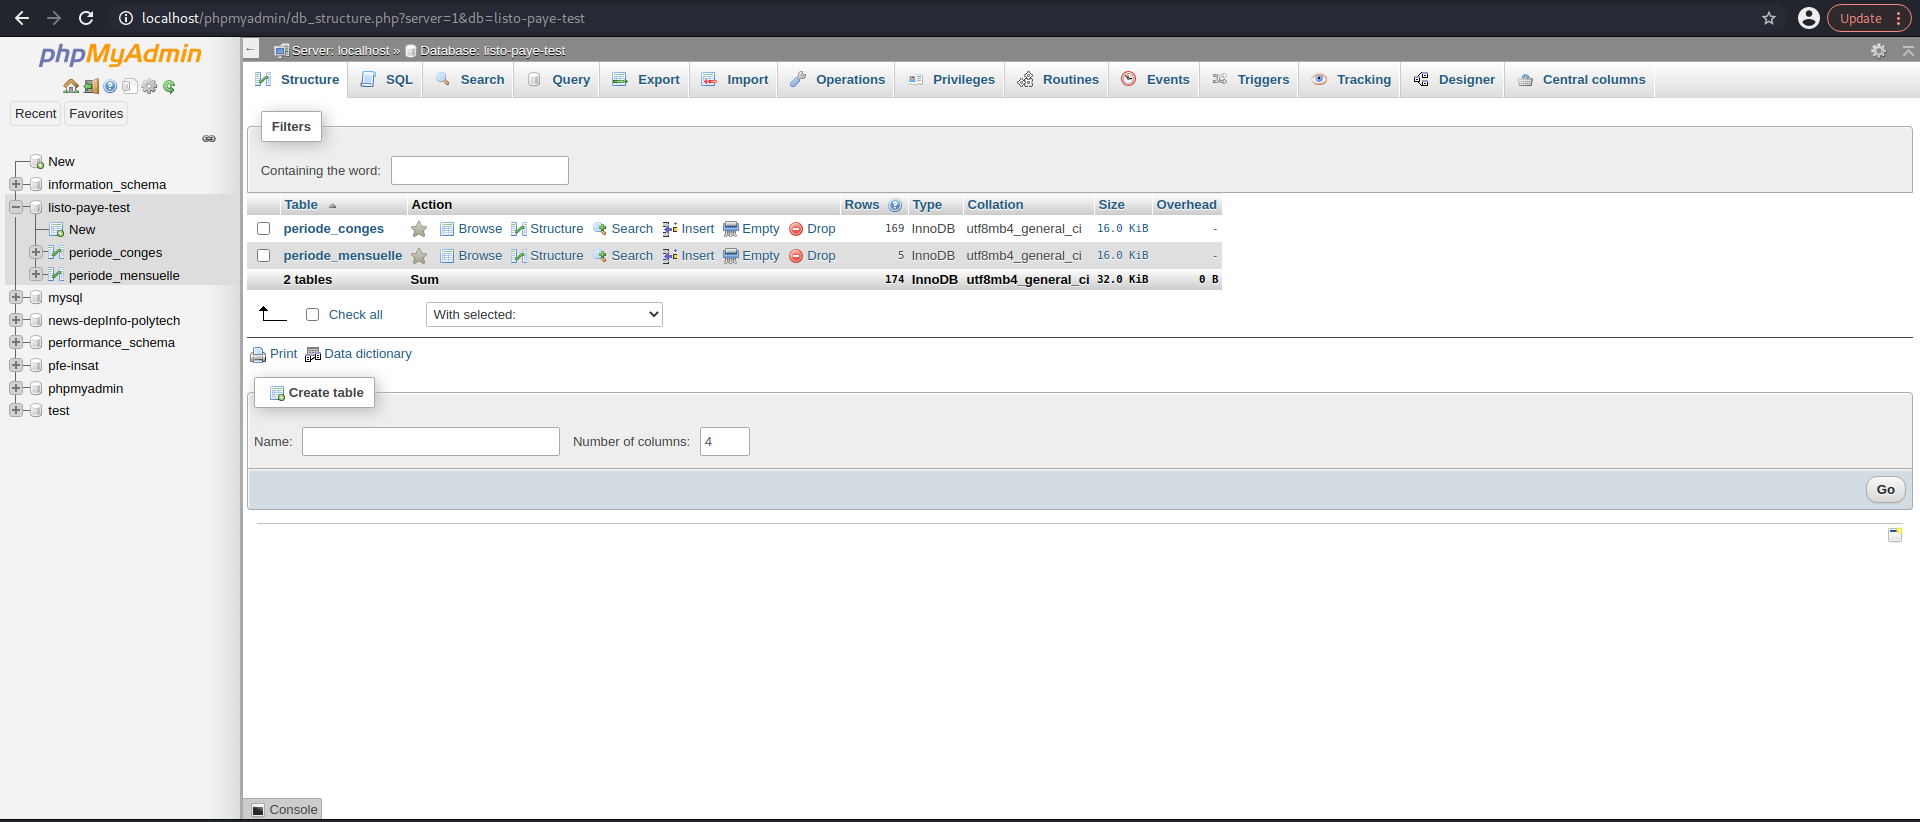 localhost/phpmyadmin/db_structure.php?server=1&db=listo-paye-test
Update
phpMyAdmin
Recent Favorites
New
information_schema
listo-paye-test
New
periode_conges
periode_mensuelle
mysql
news-depInfo-polytech
performance_schema
pfe-insat
phpmyadmin
test
Server: localhost » Database: listo-paye-test
Structure SQL Search Query Export Import Operations Privileges Routines Events Triggers Tracking Designer Central columns
Filters
Containing the word:
Table Action Rows Type Collation Size Overhead
periode_conges Browse Structure Search Insert Empty Drop 169 InnoDB utf8mb4_general_ci 16.0 KiB -
periode_mensuelle Browse Structure Search Insert Empty Drop 5 InnoDB utf8mb4_general_ci 16.0 KiB -
2 tables Sum 174 InnoDB utf8mb4_general_ci 32.0 KiB 0 B
Check all With selected:
Print Data dictionary
Create table
Name: Number of columns: 4
Go
Console